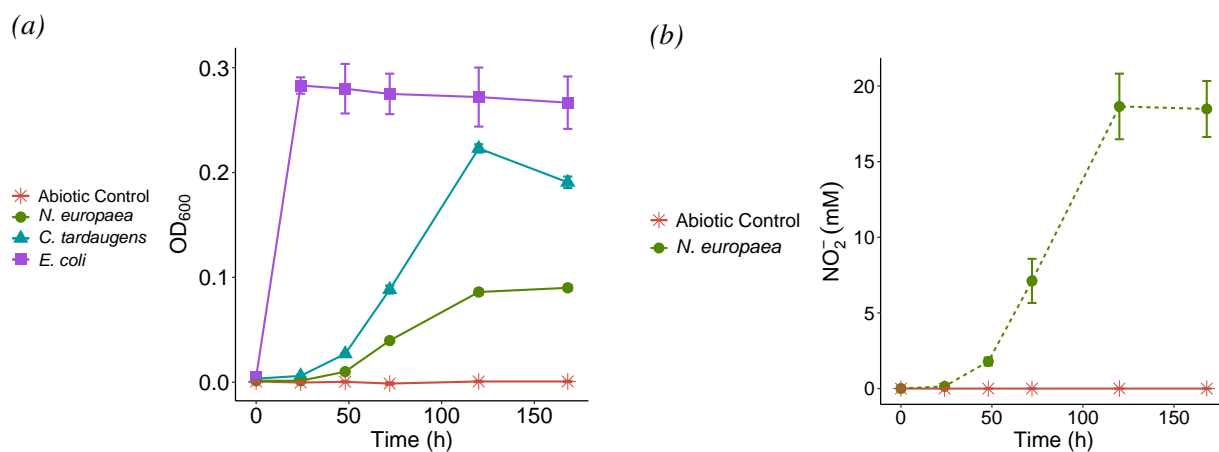 (a)
0.3
0.2
0.1
0.0
OD600
0
50
100
150
Time (h)
Abiotic Control
N. europaea
C. tardaugens
E. coli
(b)
20
15
10
5
0
NO2− (mM)
0
50
100
150
Time (h)
Abiotic Control
N. europaea